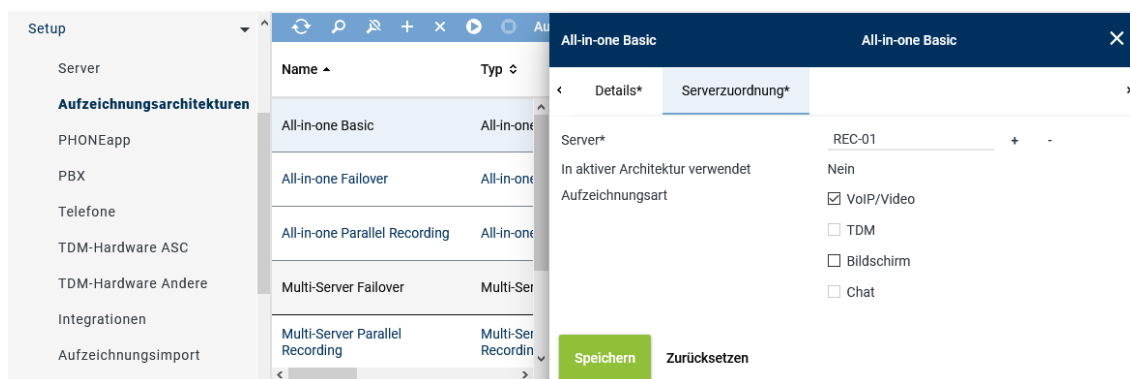 Setup
Server
Aufzeichnungsarchitekturen
PHONEapp
PBX
Telefone
TDM-Hardware ASC
TDM-Hardware Andere
Integrationen
Aufzeichnungsimport
Au
Name
Typ
All-in-one Basic
All-in-one
All-in-one Failover
All-in-one
All-in-one Parallel Recording
All-in-one
Multi-Server Failover
Multi-Ser
Multi-Server Parallel
Recording
Multi-Ser
Recordin
All-in-one Basic
All-in-one Basic
Details*
Serverzuordnung*
Server*
REC-01
+ -
In aktiver Architektur verwendet
Nein
Aufzeichnungsart
VoIP/Video
TDM
Bildschirm
Chat
Speichern
Zurücksetzen